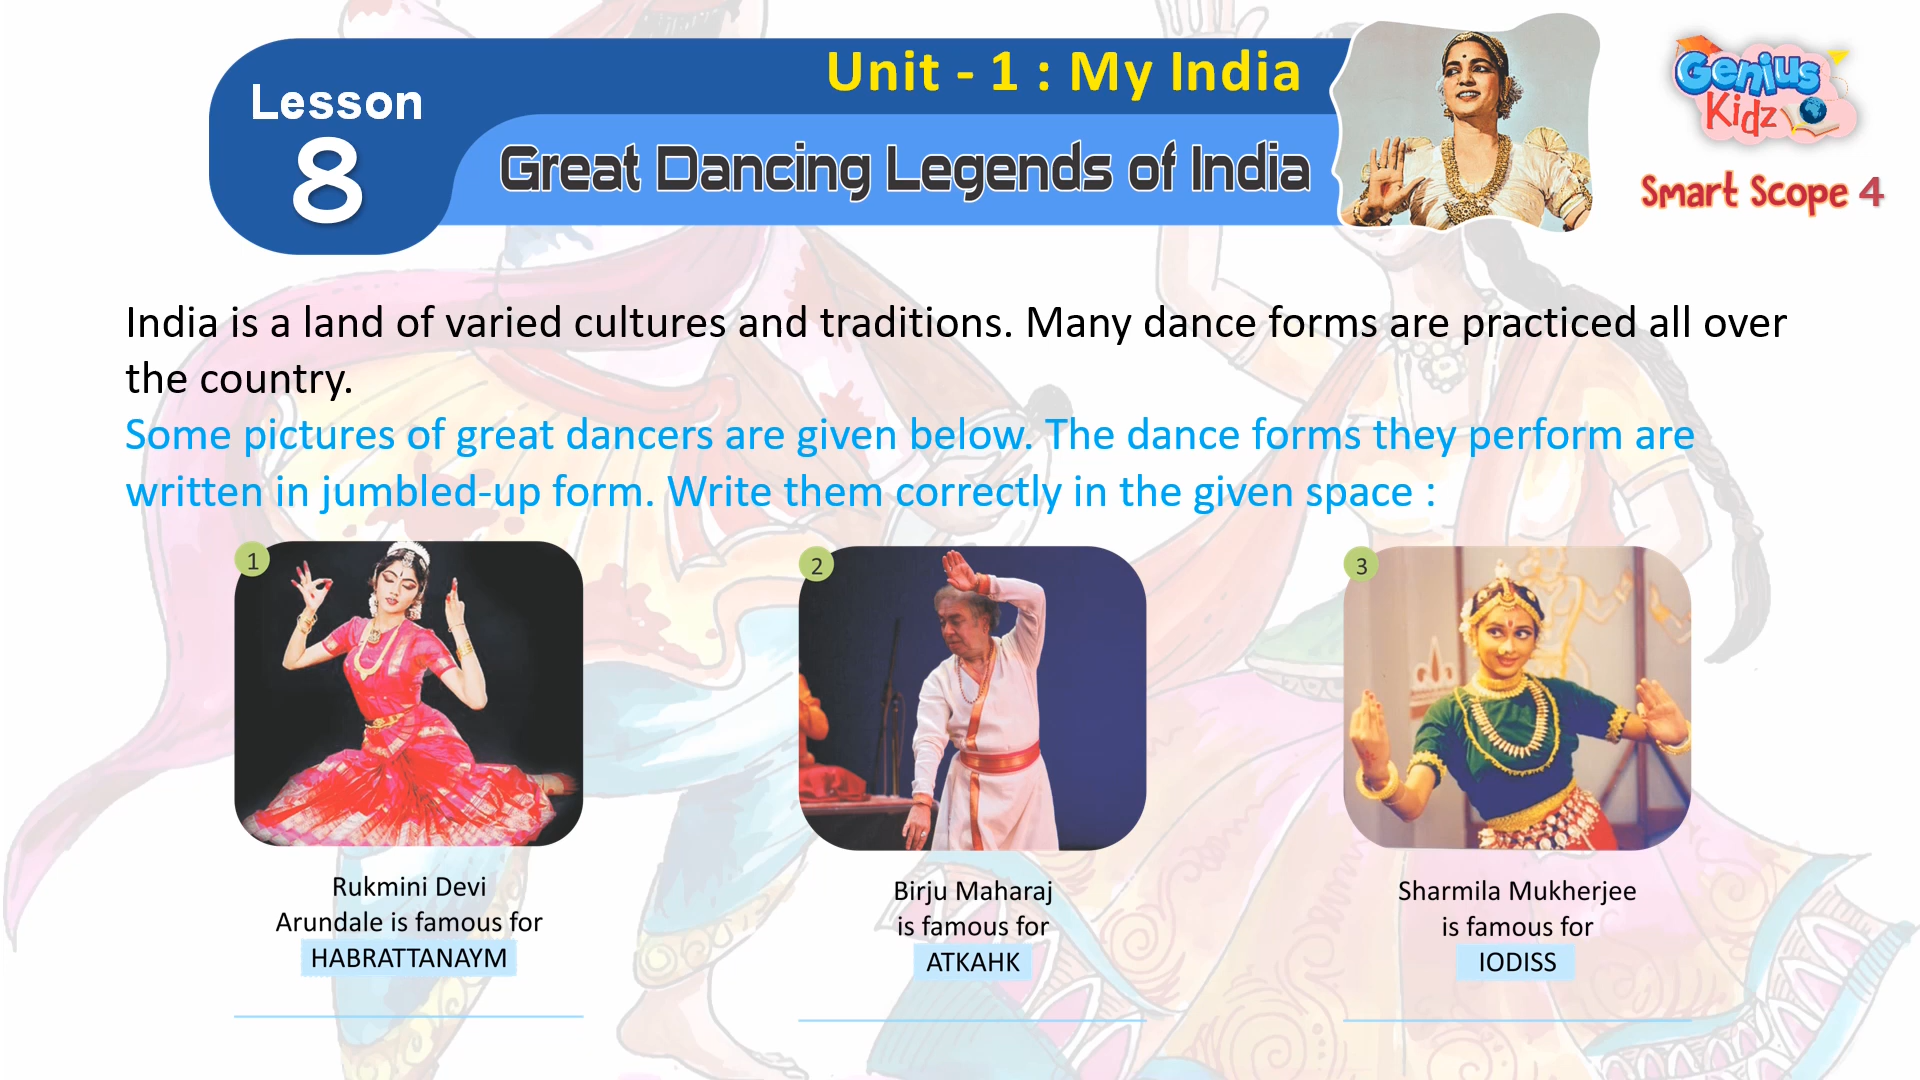 Unit - 1 : My India
Lesson
8
Great Dancing Legends of India
Genius
Kidz
Smart Scope 4
India is a land of varied cultures and traditions. Many dance forms are practiced all over
the country.
Some pictures of great dancers are given below. The dance forms they perform are
written in jumbled-up form. Write them correctly in the given space :
1
Rukmini Devi
Arundale is famous for
HABRATTANAYM
2
Birju Maharaj
is famous for
ATKAHK
3
Sharmila Mukherjee
is famous for
IODISS